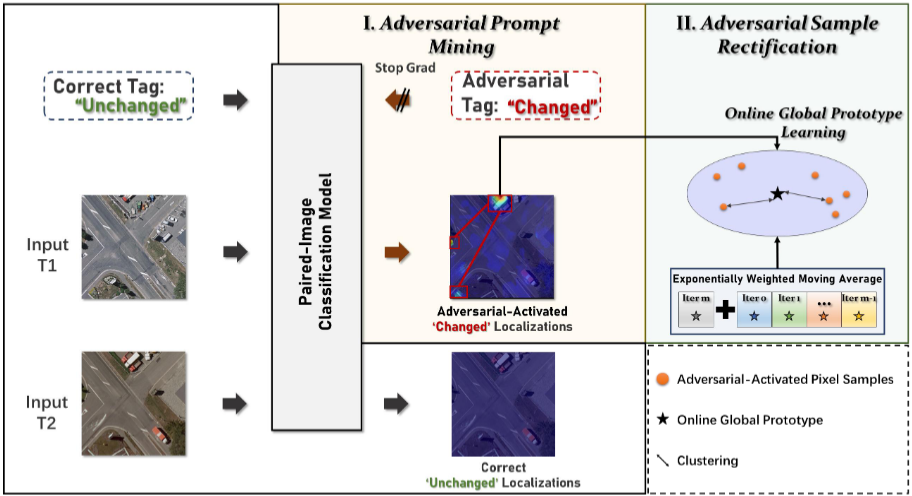 I. Adversarial Prompt
Mining
II. Adversarial Sample
Rectification
Correct Tag:
"Unchanged"
Stop Grad
Adversarial
Tag: "Changed"
Online Global Prototype
Learning
Input
T1
Paired-Image
Classification Model
Adversarial-Activated
'Changed' Localizations
Exponentially Weighted Moving Average
Iter m
Iter 0
Iter 1
...
Iter m-1
Input
T2
Correct
'Unchanged' Localizations
Adversarial-Activated Pixel Samples
Online Global Prototype
Clustering